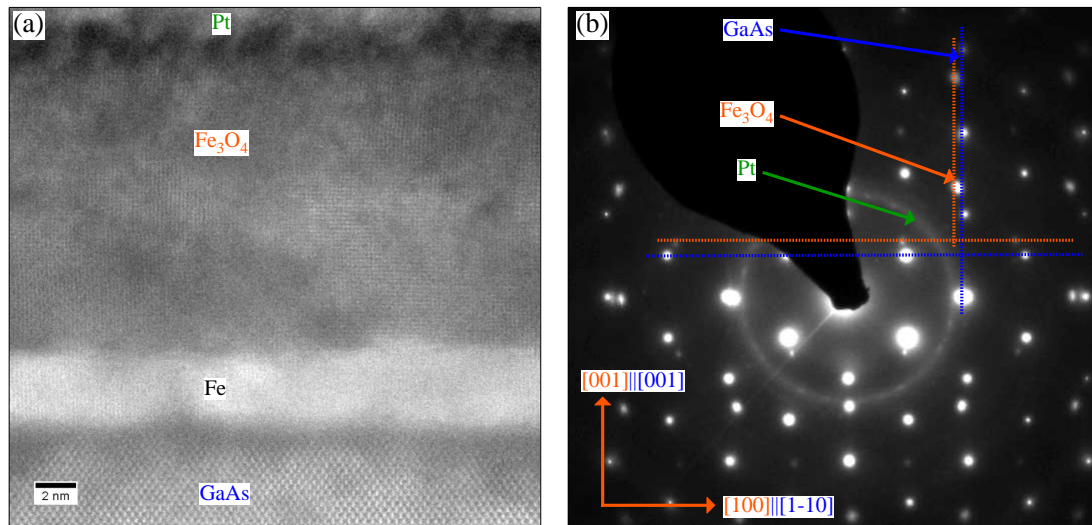 (a)
Pt
Fe₃O₄
Fe
2 nm
GaAs
(b)
GaAs
Fe₃O₄
Pt
[001]||[001]
[100]||[1-10]